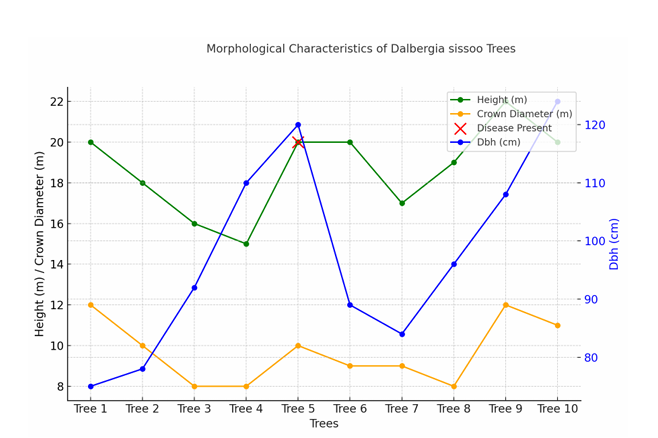 Morphological Characteristics of Dalbergia sissoo Trees
Height (m)
Crown Diameter (m)
Disease Present
Dbh (cm)
22
20
18
16
14
12
10
8
Height (m) / Crown Diameter (m)
120
110
100
90
80
Dbh (cm)
Tree 1 Tree 2 Tree 3 Tree 4 Tree 5 Tree 6 Tree 7 Tree 8 Tree 9 Tree 10
Trees